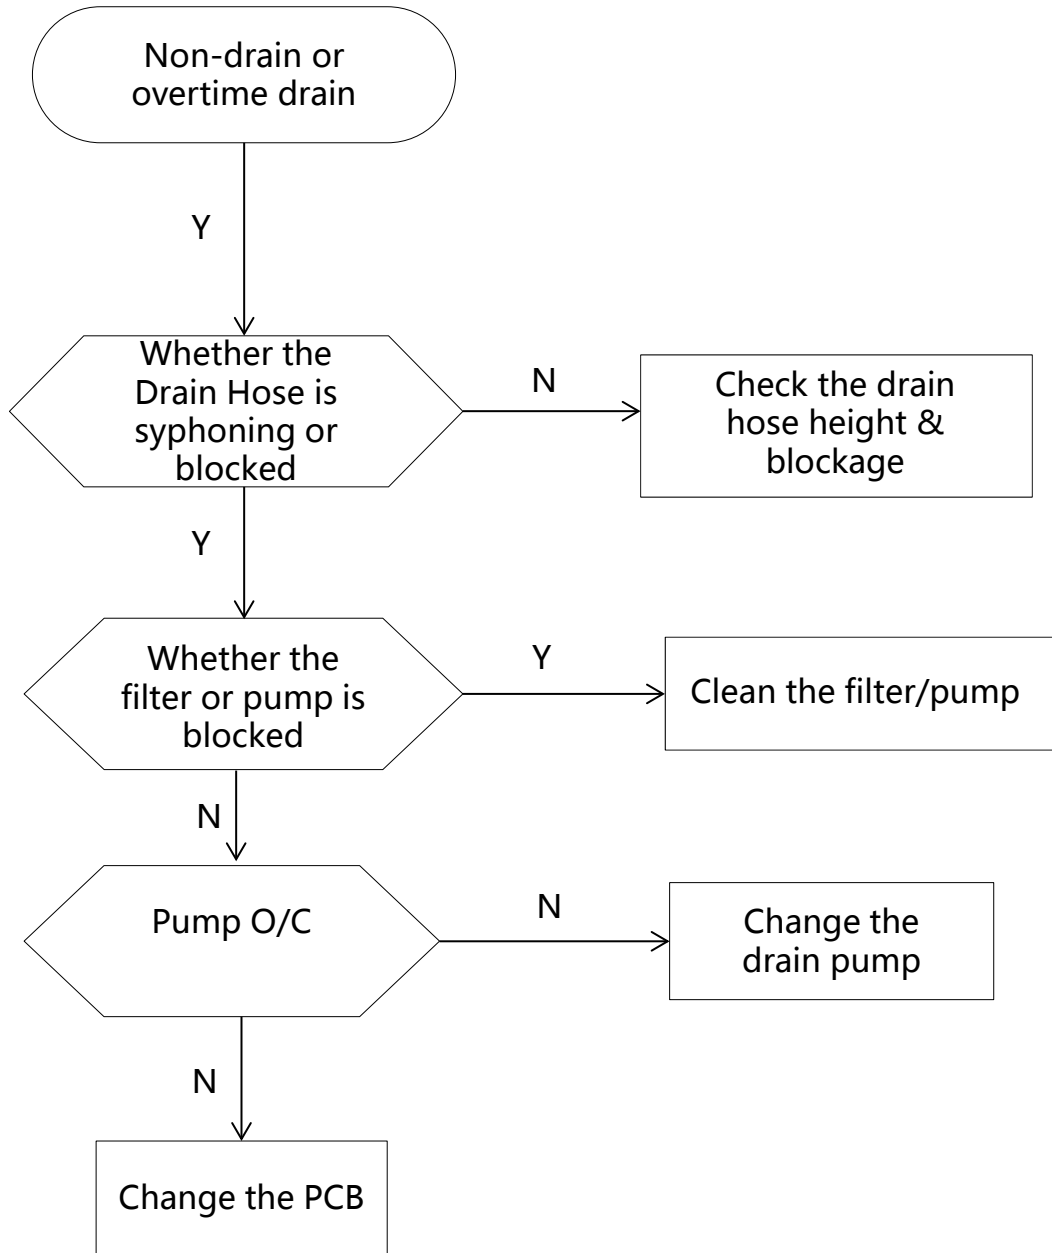 Non-drain or
overtime drain
Y
Whether the
Drain Hose is
syphoning or
blocked
N
Check the drain
hose height &
blockage
Y
Whether the
filter or pump is
blocked
Y
Clean the filter/pump
N
Pump O/C
N
Change the
drain pump
N
Change the PCB